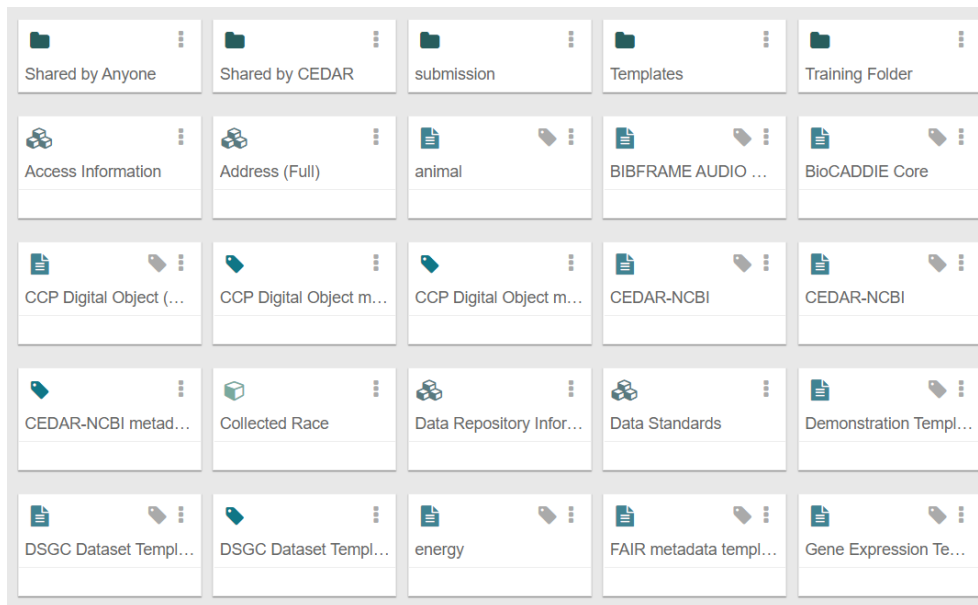 Shared by Anyone
Shared by CEDAR
submission
Templates
Training Folder
Access Information
Address (Full)
animal
BIBFRAME AUDIO …
BioCADDIE Core
CCP Digital Object (…
CCP Digital Object m…
CCP Digital Object m…
CEDAR-NCBI
CEDAR-NCBI
CEDAR-NCBI metad…
Collected Race
Data Repository Infor…
Data Standards
Demonstration Templ…
DSGC Dataset Templ…
DSGC Dataset Templ…
energy
FAIR metadata templ…
Gene Expression Te…